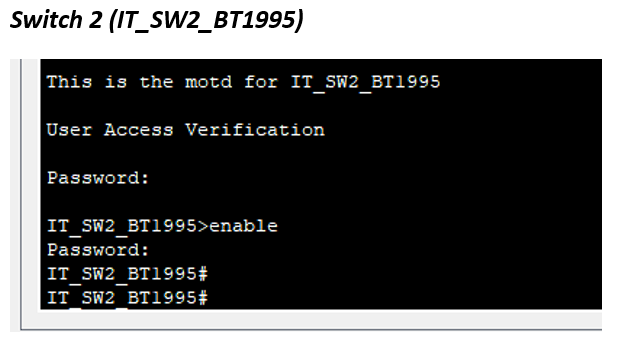 Switch 2 (IT_SW2_BT1995)
This is the motd for IT_SW2_BT1995
User Access Verification
Password:
IT_SW2_BT1995>enable
Password:
IT_SW2_BT1995#
IT_SW2_BT1995#